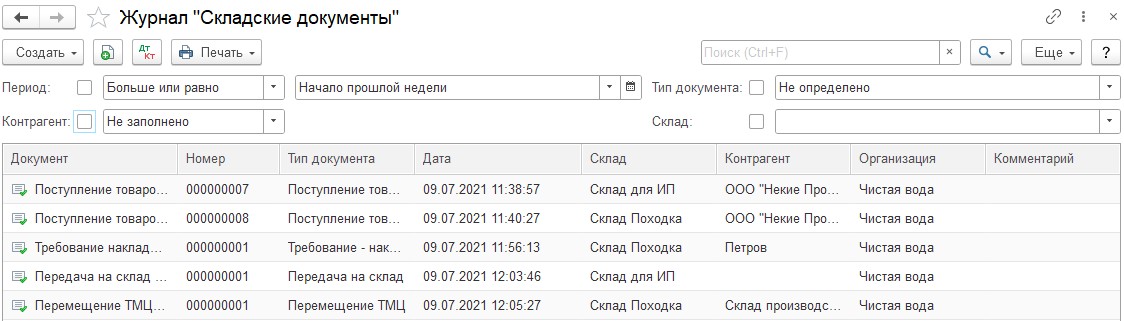 Журнал "Складские документы"
Создать Дт Кт Печать Поиск (Ctrl+F) × Еще ?
Период: Больше или равно Начало прошлой недели Тип документа: Не определено
Контрагент: Не заполнено Склад:
Документ Номер Тип документа Дата Склад Контрагент Организация Комментарий
Поступление товаро... 000000007 Поступление тов... 09.07.2021 11:38:57 Склад для ИП ООО "Некие Про... Чистая вода
Поступление товаро... 000000008 Поступление тов... 09.07.2021 11:40:27 Склад Походка ООО "Некие Про... Чистая вода
Требование наклад... 000000001 Требование - нак... 09.07.2021 11:56:13 Склад Походка Петров Чистая вода
Передача на склад ... 000000001 Передача на склад 09.07.2021 12:03:46 Склад для ИП Чистая вода
Перемещение ТМЦ... 000000001 Перемещение ТМЦ 09.07.2021 12:05:27 Склад Походка Склад производс... Чистая вода